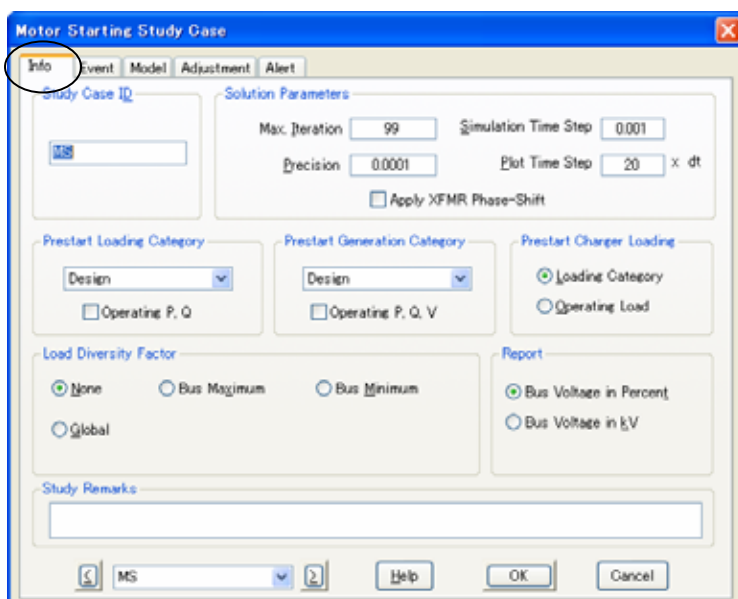 Motor Starting Study Case
Info Event Model Adjustment Alert
Study Case ID
MS
Solution Parameters
Max. Iteration 99 Simulation Time Step 0.001
Precision 0.0001 Plot Time Step 20 x dt
Apply XFMR Phase-Shift
Prestart Loading Category
Design
Operating P, Q
Prestart Generation Category
Design
Operating P, Q, V
Prestart Charger Loading
Loading Category
Operating Load
Load Diversity Factor
None Bus Maximum Bus Minimum
Global
Report
Bus Voltage in Percent
Bus Voltage in kV
Study Remarks
MS Help OK Cancel